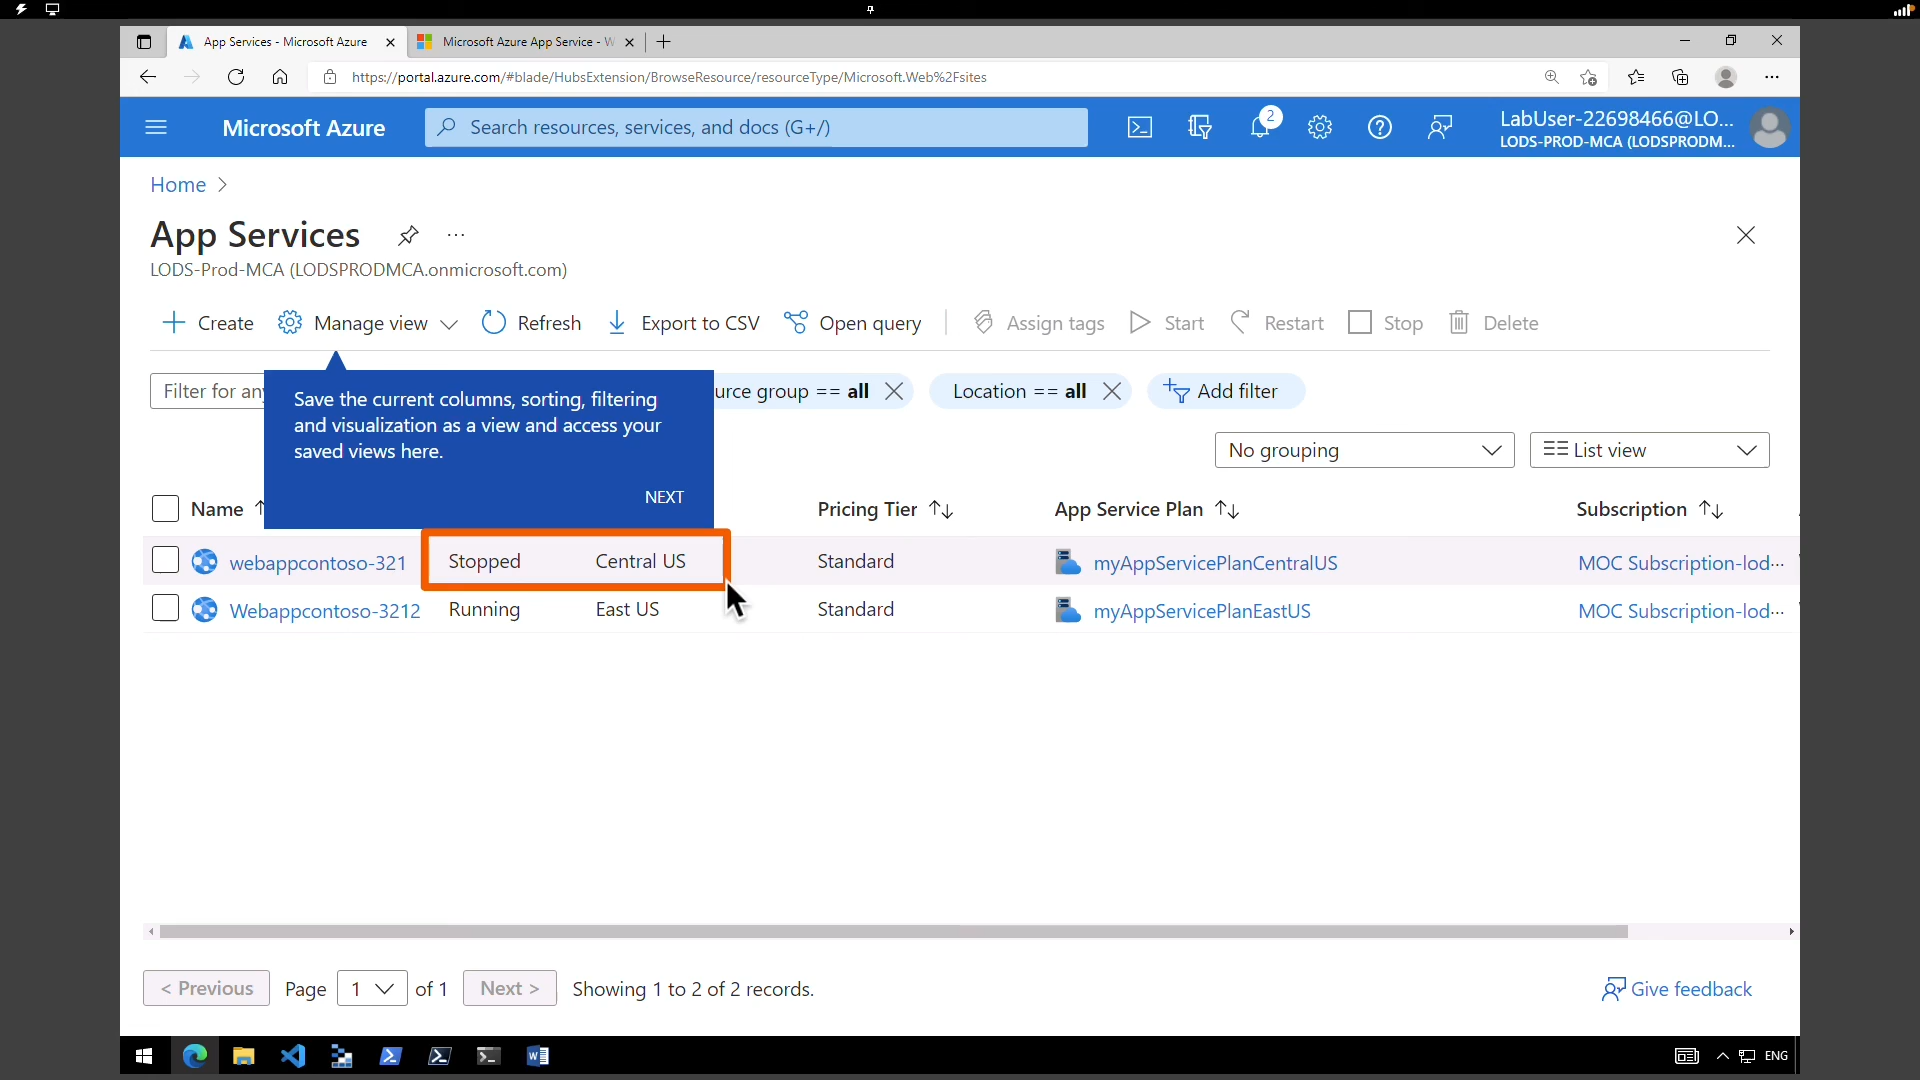 App Services - Microsoft Azure
Microsoft Azure App Service - W
https://portal.azure.com/#blade/HubsExtension/BrowseResource/resourceType/Microsoft.Web%2Fsites
Microsoft Azure
Search resources, services, and docs (G+/)
2
LabUser-22698466@LO...
LODS-PROD-MCA (LODSPRODM...
Home >
App Services
...
LODS-Prod-MCA (LODSPRODMCA.onmicrosoft.com)
Create
Manage view
Refresh
Export to CSV
Open query
Assign tags
Start
Restart
Stop
Delete
Filter for any
Save the current columns, sorting, filtering
and visualization as a view and access your
saved views here.
NEXT
urce group == all
Location == all
Add filter
No grouping
List view
Name
Pricing Tier
App Service Plan
Subscription
webappcontoso-321 Stopped Central US Standard myAppServicePlanCentralUS MOC Subscription-lod...
Webappcontoso-3212 Running East US Standard myAppServicePlanEastUS MOC Subscription-lod...
< Previous Page 1 of 1 Next > Showing 1 to 2 of 2 records.
Give feedback
ENG